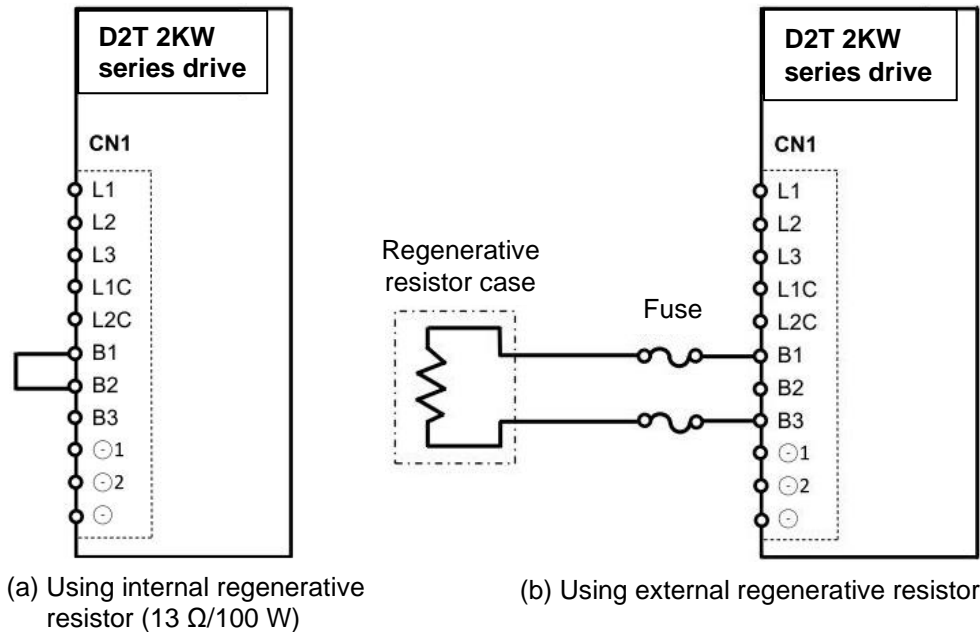 D2T 2KW
series drive
CN1
L1
L2
L3
L1C
L2C
B1
B2
B3
⊖1
⊖2
⊖
(a) Using internal regenerative
resistor (13 Ω/100 W)
Regenerative
resistor case
Fuse
D2T 2KW
series drive
CN1
L1
L2
L3
L1C
L2C
B1
B2
B3
⊖1
⊖2
⊖
(b) Using external regenerative resistor